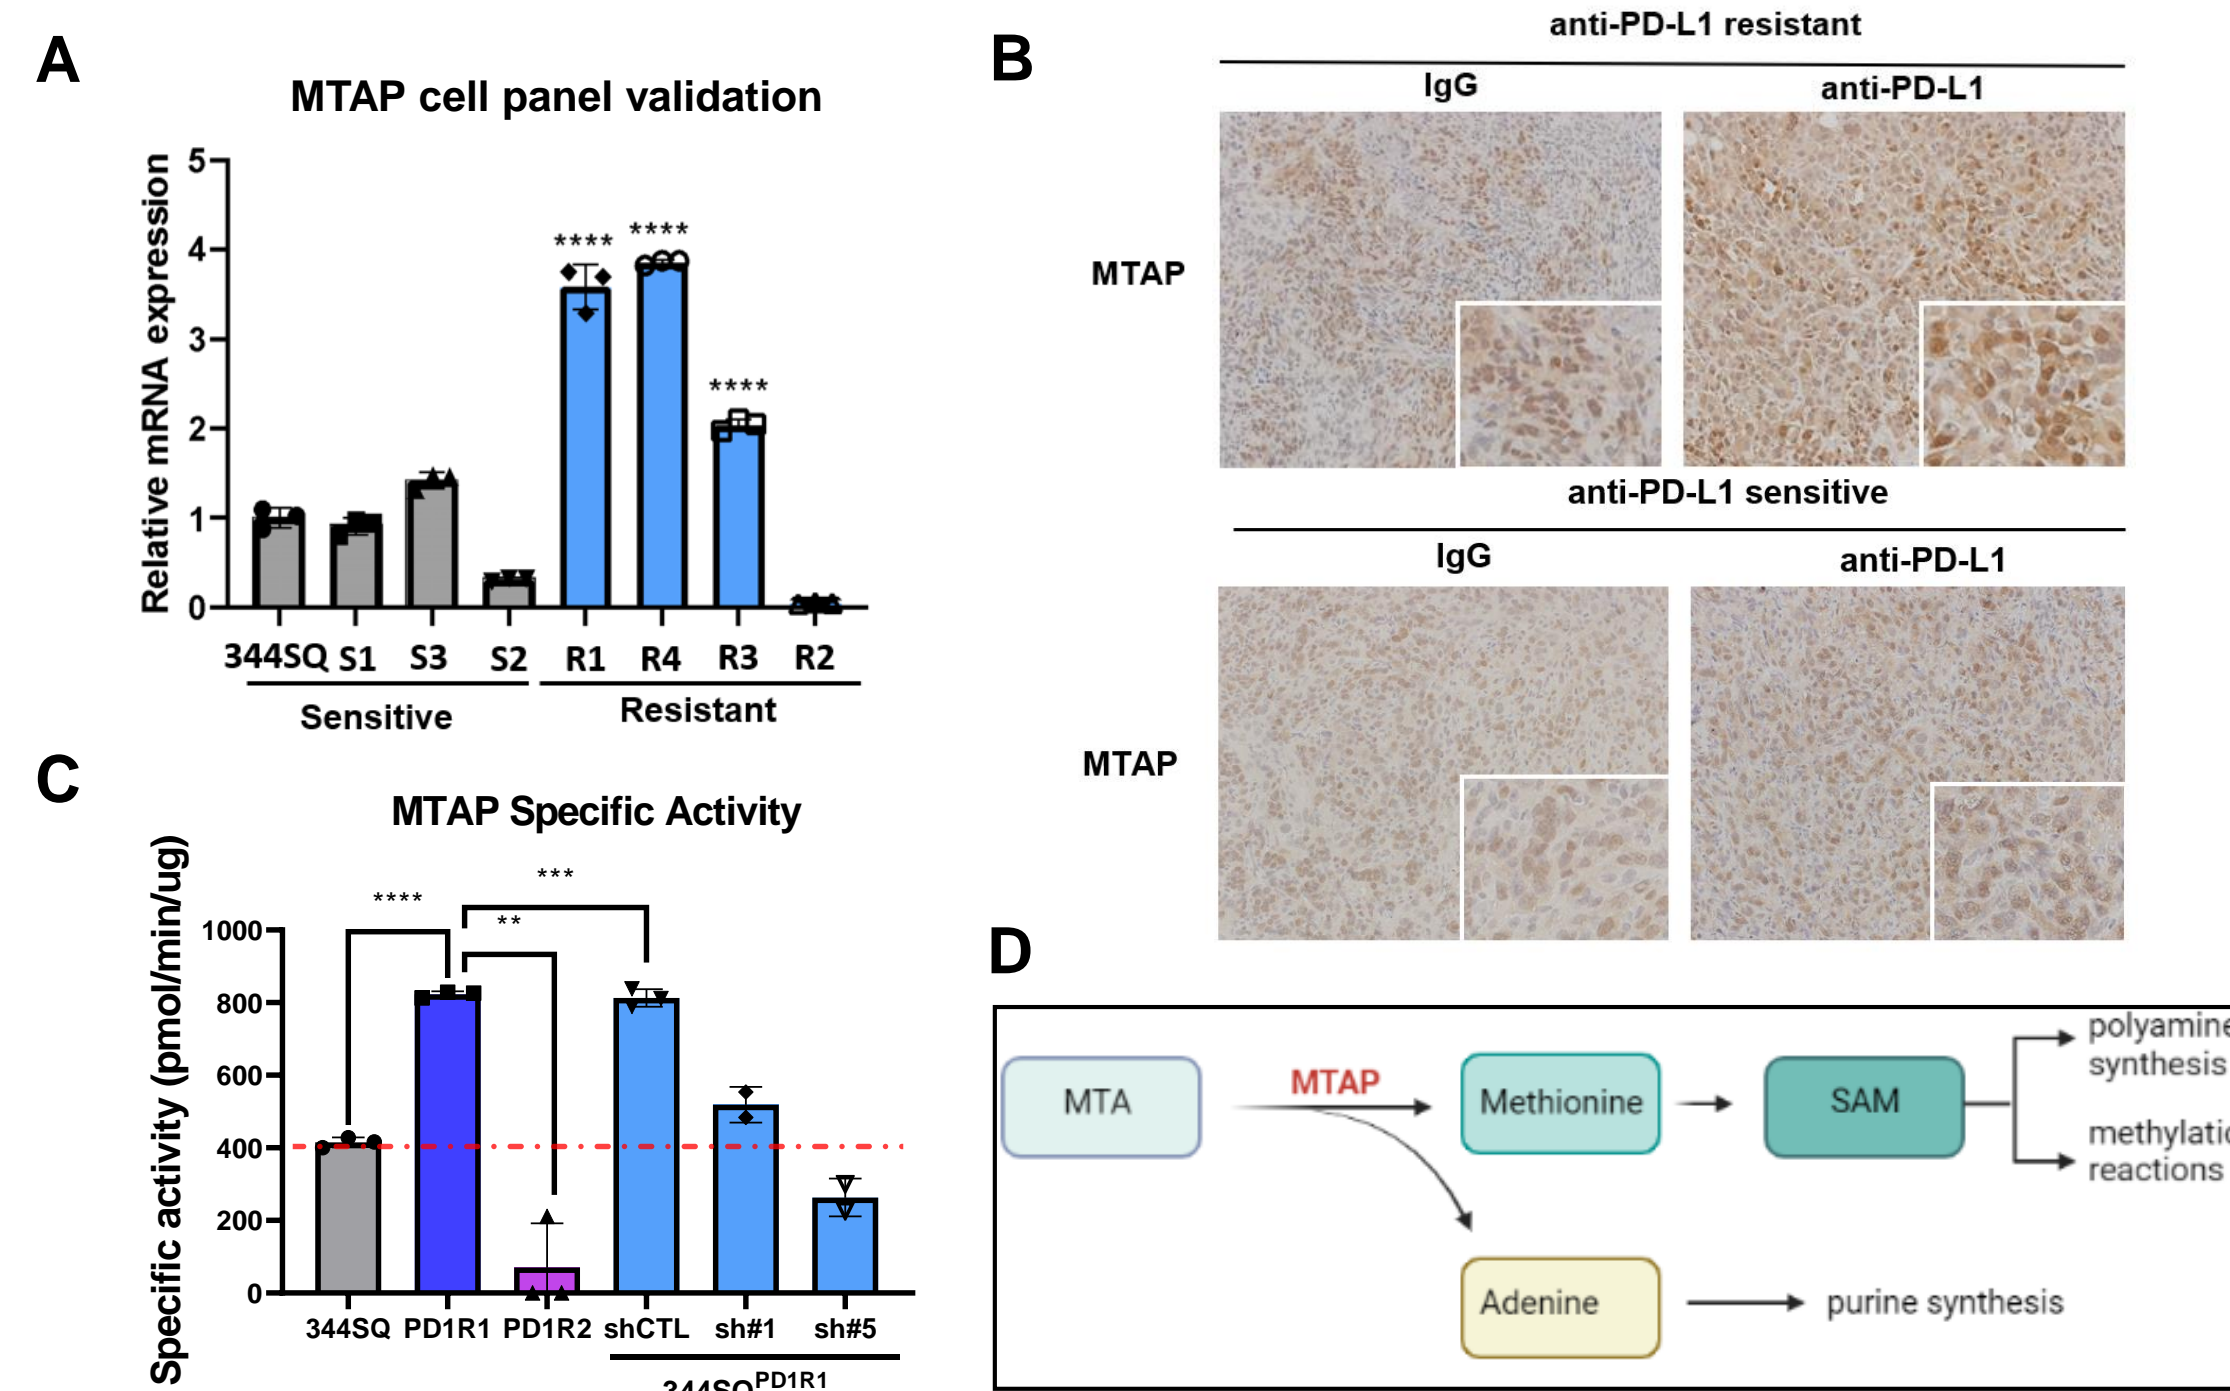 A
MTAP cell panel validation
Relative mRNA expression
5
4
3
2
1
0
****
****
****
344SQ S1 S3 S2 R1 R4 R3 R2
Sensitive
Resistant
B
anti-PD-L1 resistant
IgG
anti-PD-L1
MTAP
anti-PD-L1 sensitive
IgG
anti-PD-L1
MTAP
C
MTAP Specific Activity
Specific activity (pmol/min/ug)
1000
800
600
400
200
0
****
***
**
344SQ PD1R1 PD1R2 shCTL sh#1 sh#5
344SQPD1R1
D
MTA
MTAP
Methionine
SAM
polyamine
synthesis
methylatio
reactions
Adenine
purine synthesis